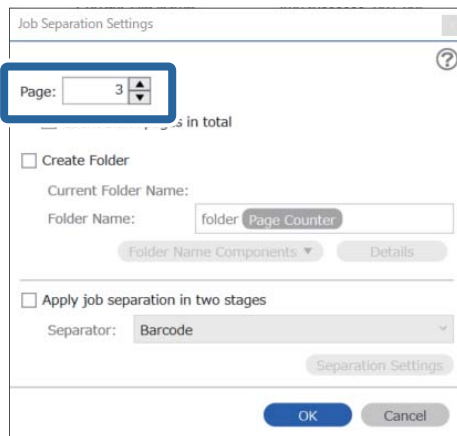 Job Separation Settings
Page: 3
pages in total
Create Folder
Current Folder Name:
Folder Name: folder Page Counter
Folder Name Components ▼ Details
Apply job separation in two stages
Separator: Barcode
Separation Settings
OK Cancel